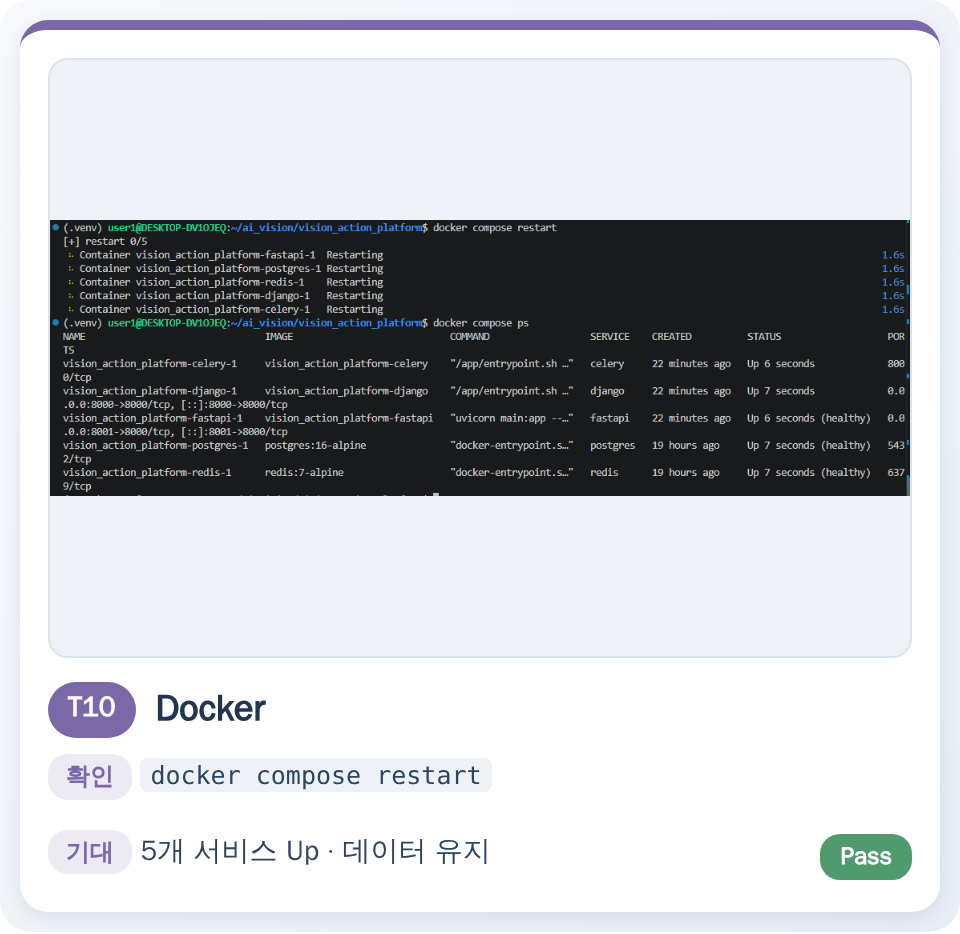 (.venv) user1@DESKTOP-DV1OJEQ:~/ai_vision/vision_action_platform$ docker compose restart
[+] restart 0/5
Container vision_action_platform-fastapi-1 Restarting 1.6s
Container vision_action_platform-postgres-1 Restarting 1.6s
Container vision_action_platform-redis-1 Restarting 1.6s
Container vision_action_platform-django-1 Restarting 1.6s
Container vision_action_platform-celery-1 Restarting 1.6s
(.venv) user1@DESKTOP-DV1OJEQ:~/ai_vision/vision_action_platform$ docker compose ps
NAME IMAGE COMMAND SERVICE CREATED STATUS POR
TS
vision_action_platform-celery-1 vision_action_platform-celery "/app/entrypoint.sh …" celery 22 minutes ago Up 6 seconds 800
0/tcp
vision_action_platform-django-1 vision_action_platform-django "/app/entrypoint.sh …" django 22 minutes ago Up 7 seconds 0.0
.0.0:8000->8000/tcp, [::]:8000->8000/tcp
vision_action_platform-fastapi-1 vision_action_platform-fastapi "uvicorn main:app --…" fastapi 22 minutes ago Up 6 seconds (healthy) 0.0
.0.0:8001->8000/tcp, [::]:8001->8000/tcp
vision_action_platform-postgres-1 postgres:16-alpine "docker-entrypoint.s…" postgres 19 hours ago Up 7 seconds (healthy) 543
2/tcp
vision_action_platform-redis-1 redis:7-alpine "docker-entrypoint.s…" redis 19 hours ago Up 7 seconds (healthy) 637
9/tcp
T10 Docker
확인 docker compose restart
기대 5개 서비스 Up · 데이터 유지
Pass